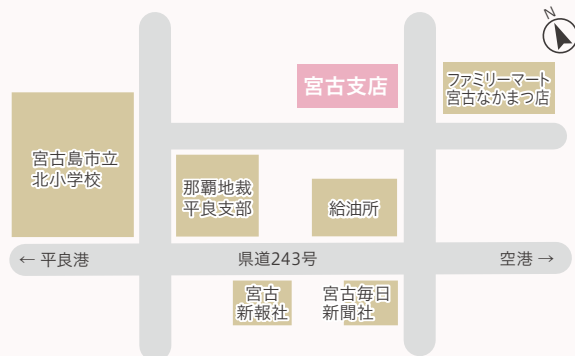 N
宮古支店
ファミリーマート
宮古なかまつ店
宮古島市立
北小学校
那覇地裁
平良支部
給油所
← 平良港
県道243号
空港 →
宮古
新報社
宮古毎日
新聞社